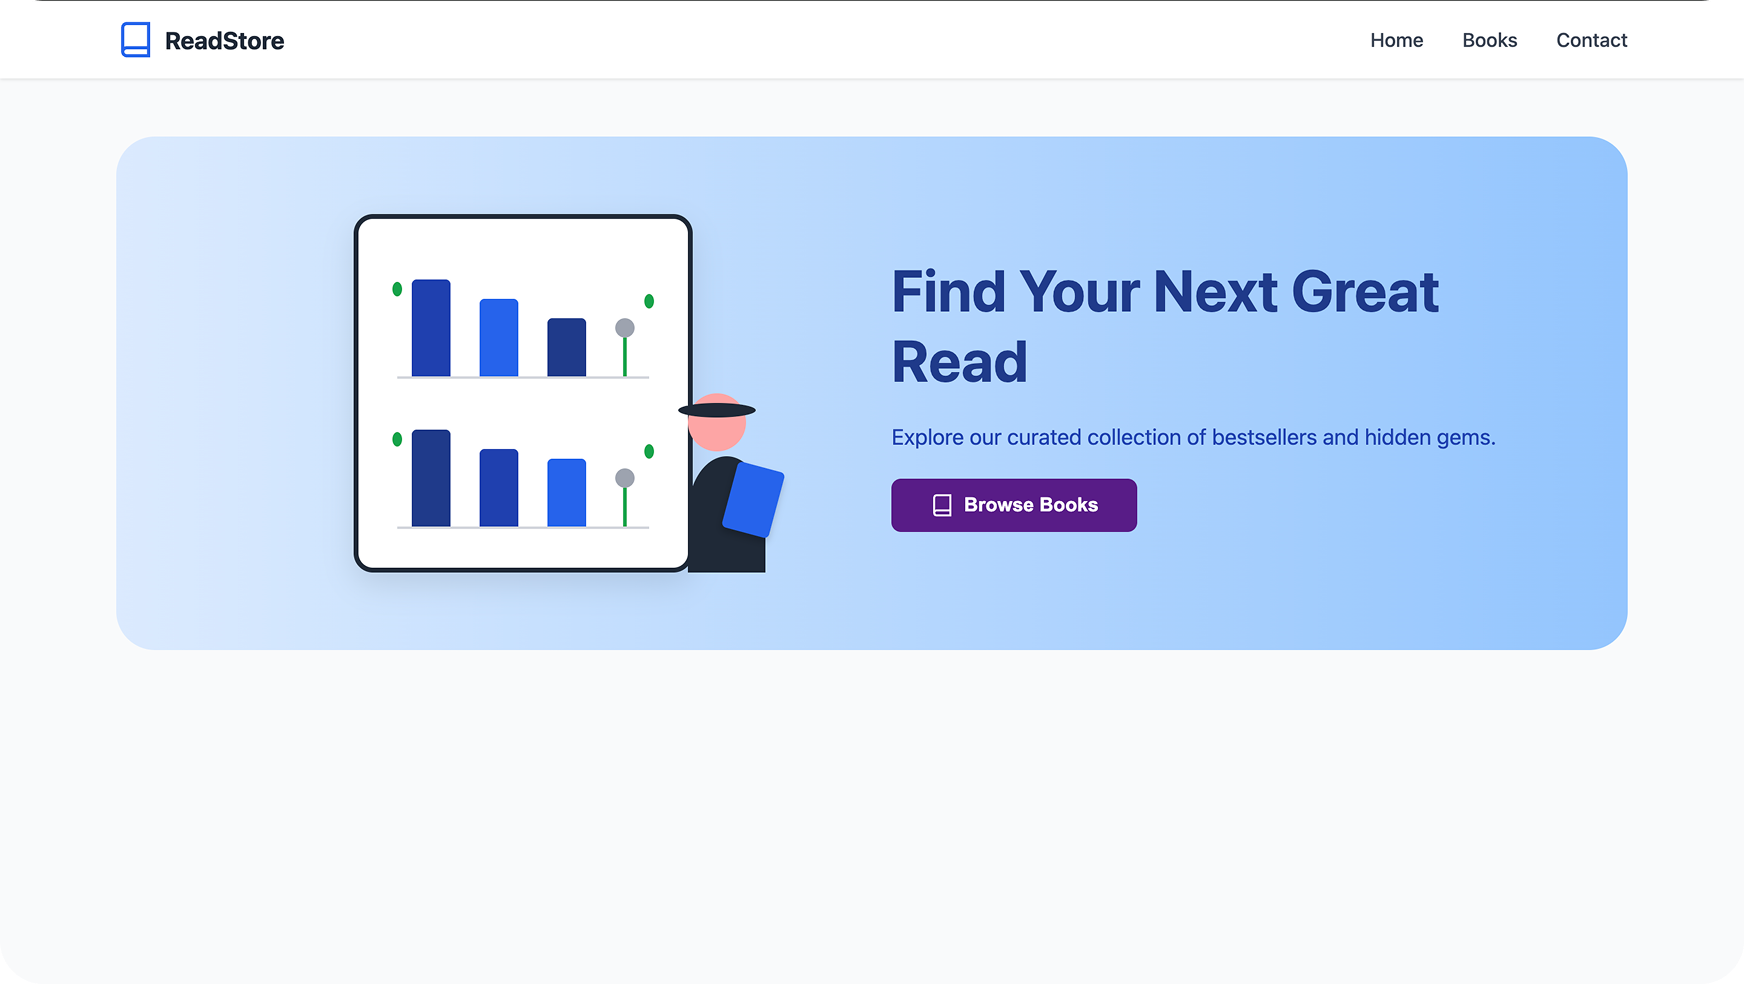 ReadStore
Home
Books
Contact
Find Your Next Great
Read
Explore our curated collection of bestsellers and hidden gems.
Browse Books